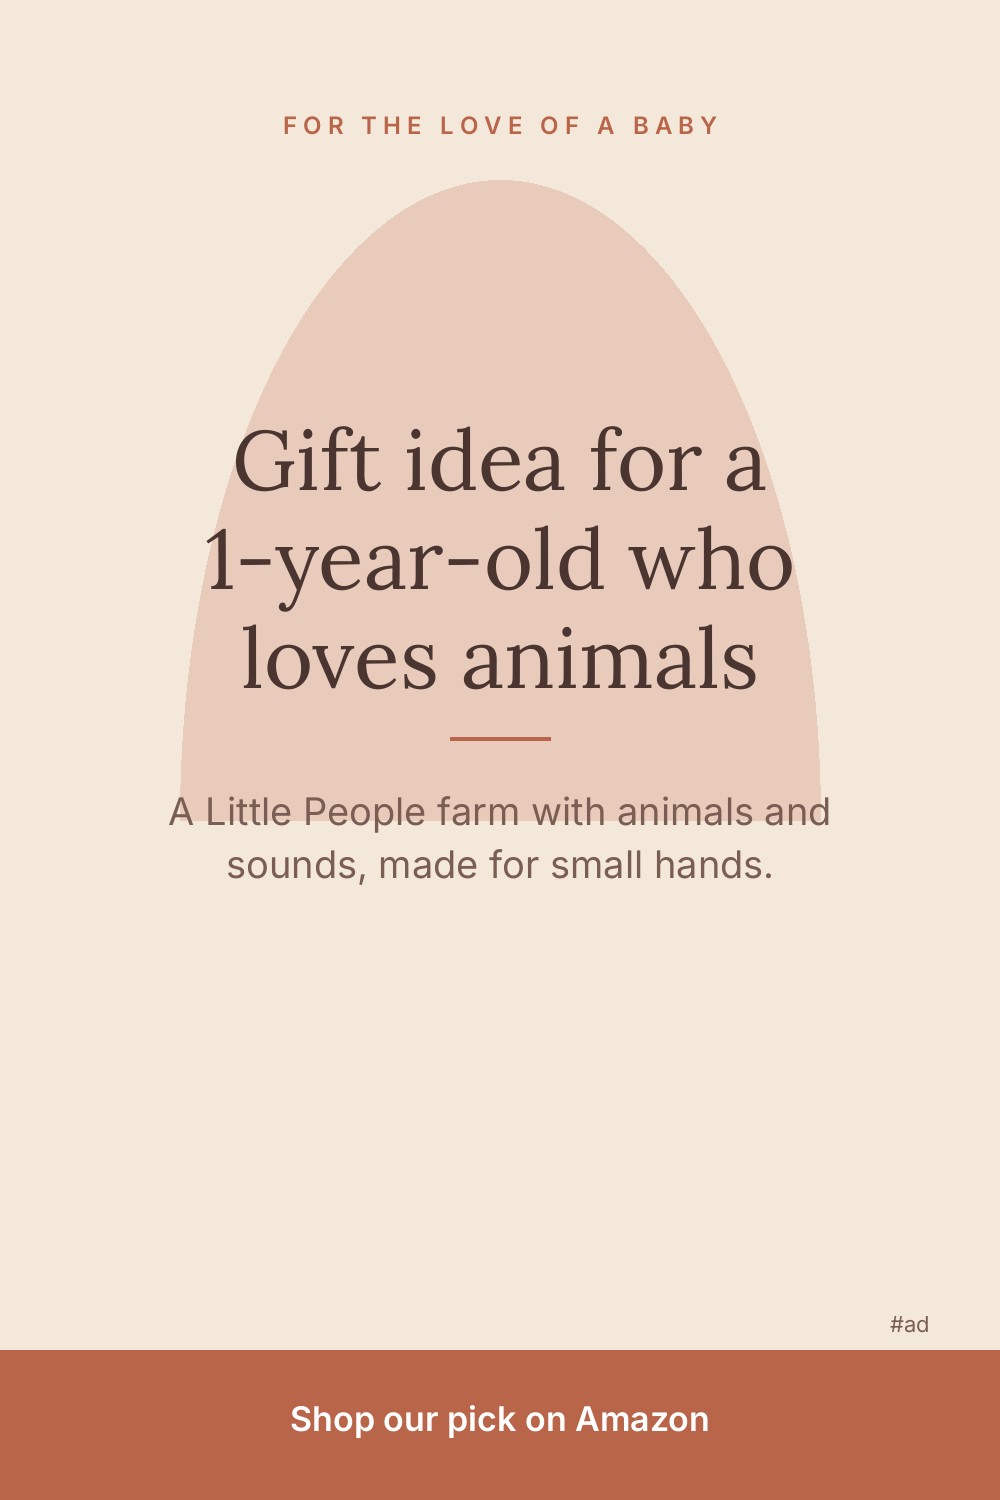 FOR THE LOVE OF A BABY
Gift idea for a
1-year-old who
loves animals
A Little People farm with animals and
sounds, made for small hands.
#ad
Shop our pick on Amazon